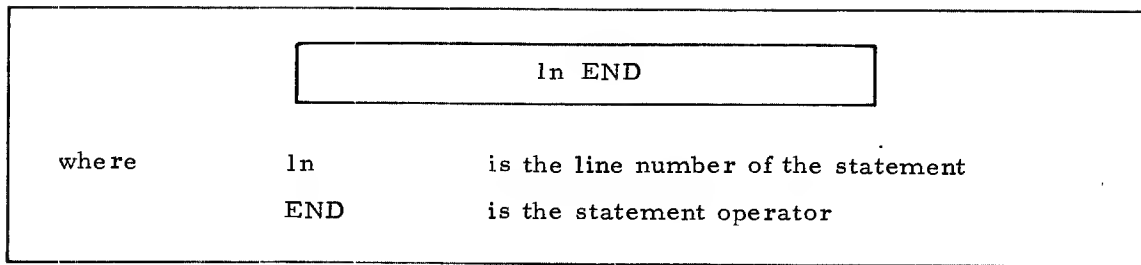 ln END
where ln is the line number of the statement
END is the statement operator